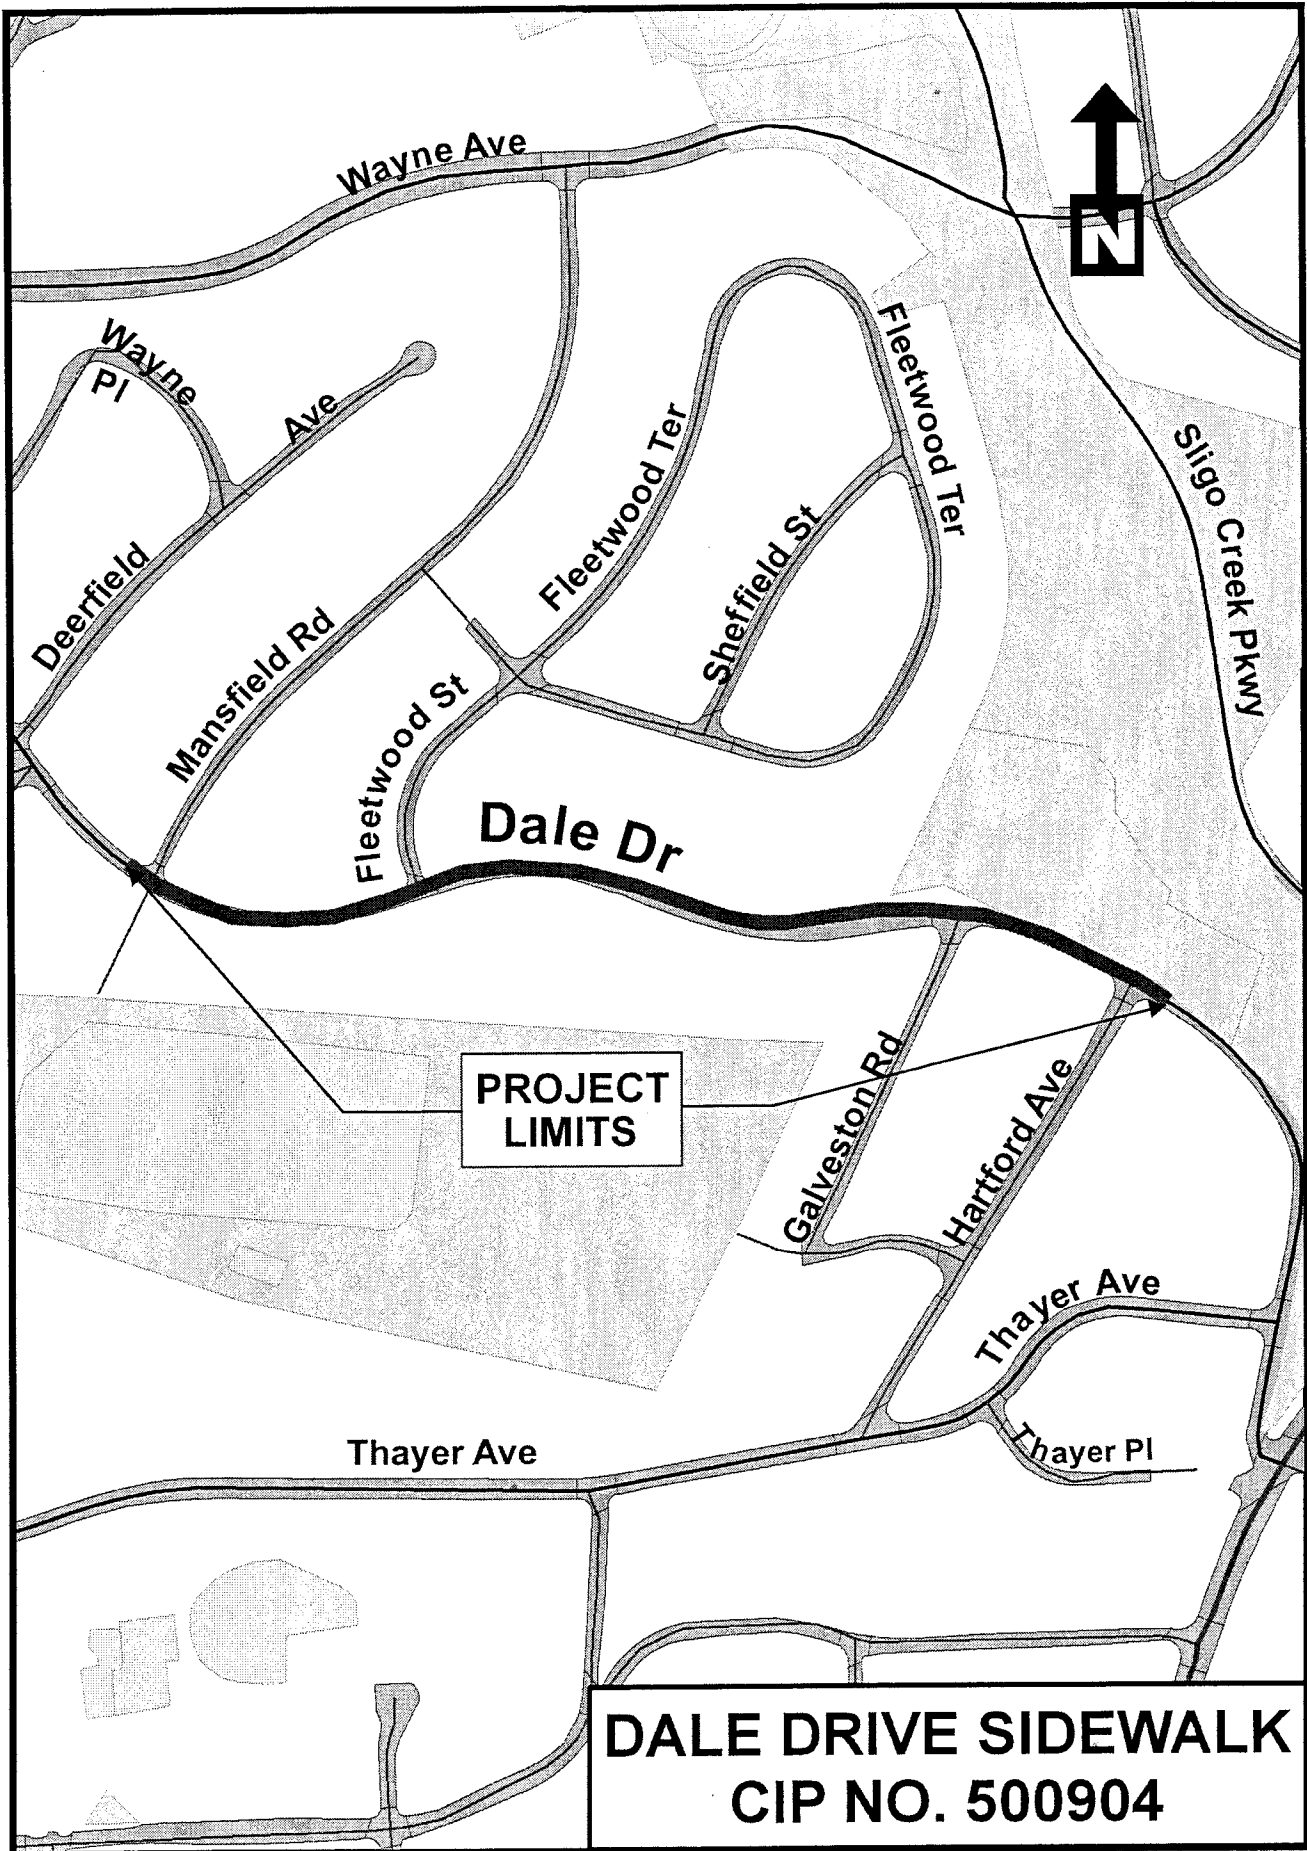 Wayne Ave
N
Wayne
Pl
Ave
Fleetwood Ter
Fleetwood Ter
Sligo Creek Pkwy
Sheffield St
Deerfield
Mansfield Rd
Fleetwood St
Dale Dr
PROJECT
LIMITS
Galveston Rd
Hartford Ave
Thayer Ave
Thayer Ave
Thayer Pl
DALE DRIVE SIDEWALK
CIP NO. 500904